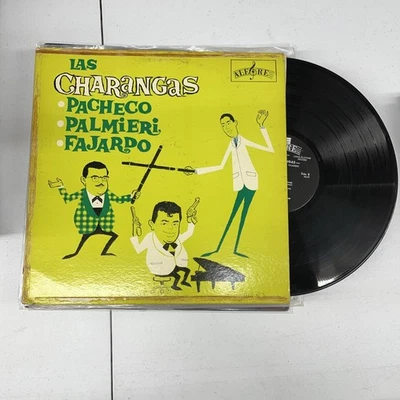 LAS
CHARANGAS
PACHECO
PALMIERI
FAJARDO
ALEGRE